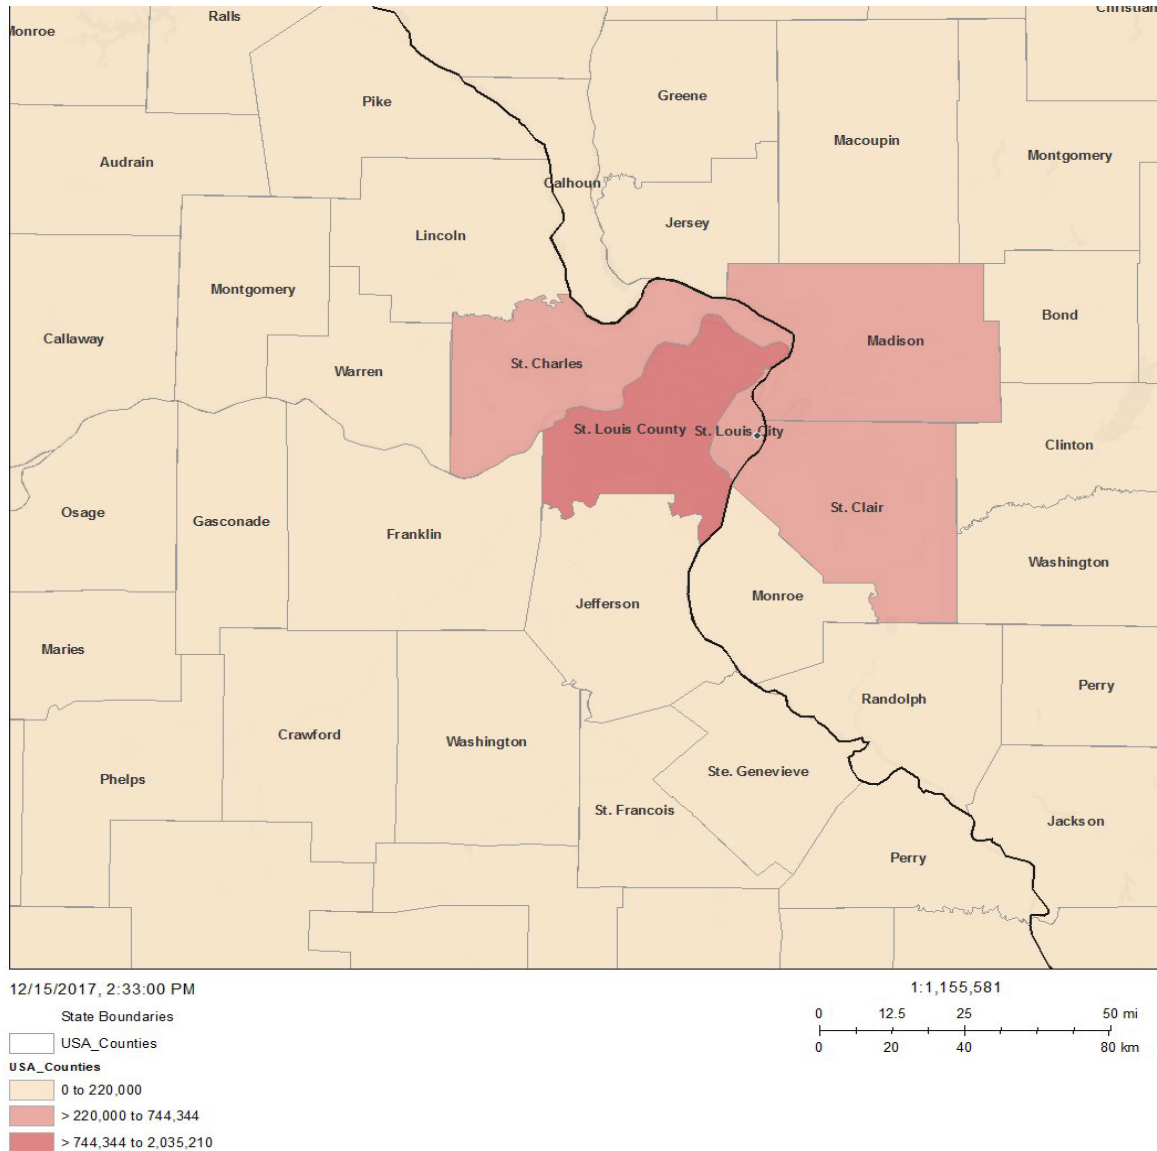 Christian
Monroe
Ralls
Pike
Greene
Macoupin
Montgomery
Audrain
Calhoun
Jersey
Lincoln
Montgomery
Bond
Callaway
Madison
St. Charles
Warren
St. Louis County
St. Louis City
Clinton
Osage
Gasconade
Franklin
St. Clair
Washington
Jefferson
Monroe
Maries
Perry
Randolph
Crawford
Washington
Phelps
Ste. Genevieve
St. Francois
Jackson
Perry
12/15/2017, 2:33:00 PM
1:1,155,581
State Boundaries
USA_Counties
USA_Counties
0 to 220,000
> 220,000 to 744,344
> 744,344 to 2,035,210
0 12.5 25 50 mi
0 20 40 80 km